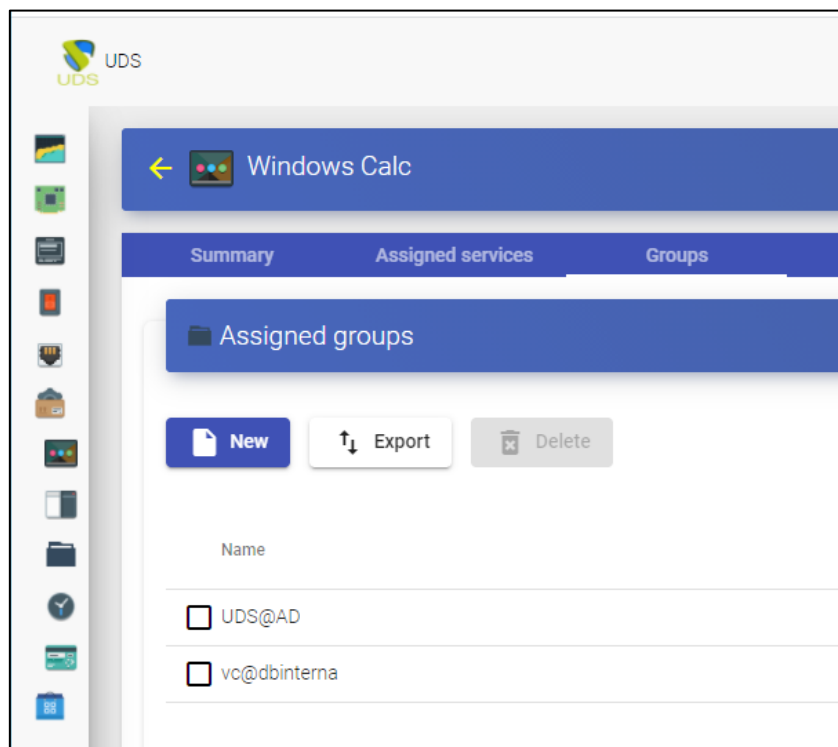 UDS UDS
Windows Calc
Summary Assigned services Groups
Assigned groups
New Export Delete
Name
UDS@AD
vc@dbinterna